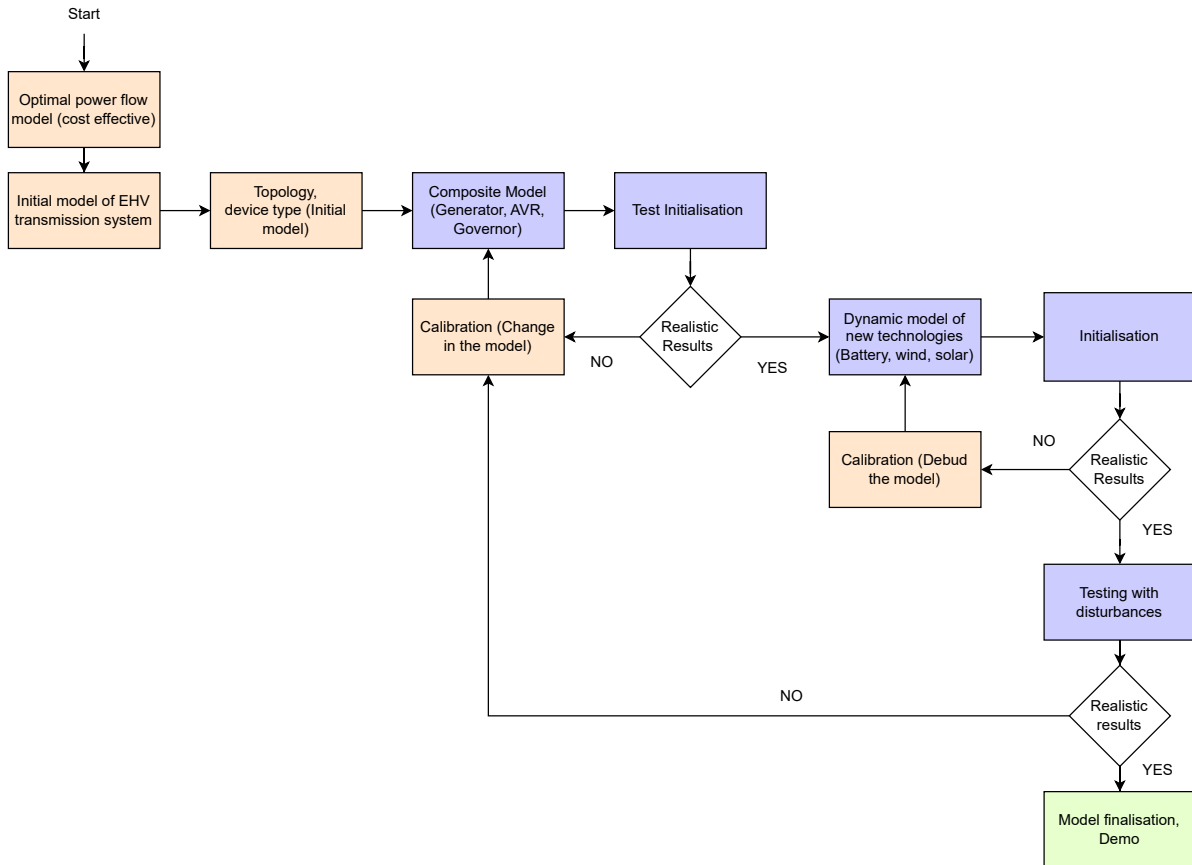 Start
Optimal power flow
model (cost effective)
Initial model of EHV
transmission system
Topology,
device type (Initial
model)
Composite Model
(Generator, AVR,
Governor)
Test Initialisation
Calibration (Change
in the model)
NO
Realistic
Results
YES
Dynamic model of
new technologies
(Battery, wind, solar)
Initialisation
Calibration (Debud
the model)
NO
Realistic
Results
YES
Testing with
disturbances
NO
Realistic
results
YES
Model finalisation,
Demo